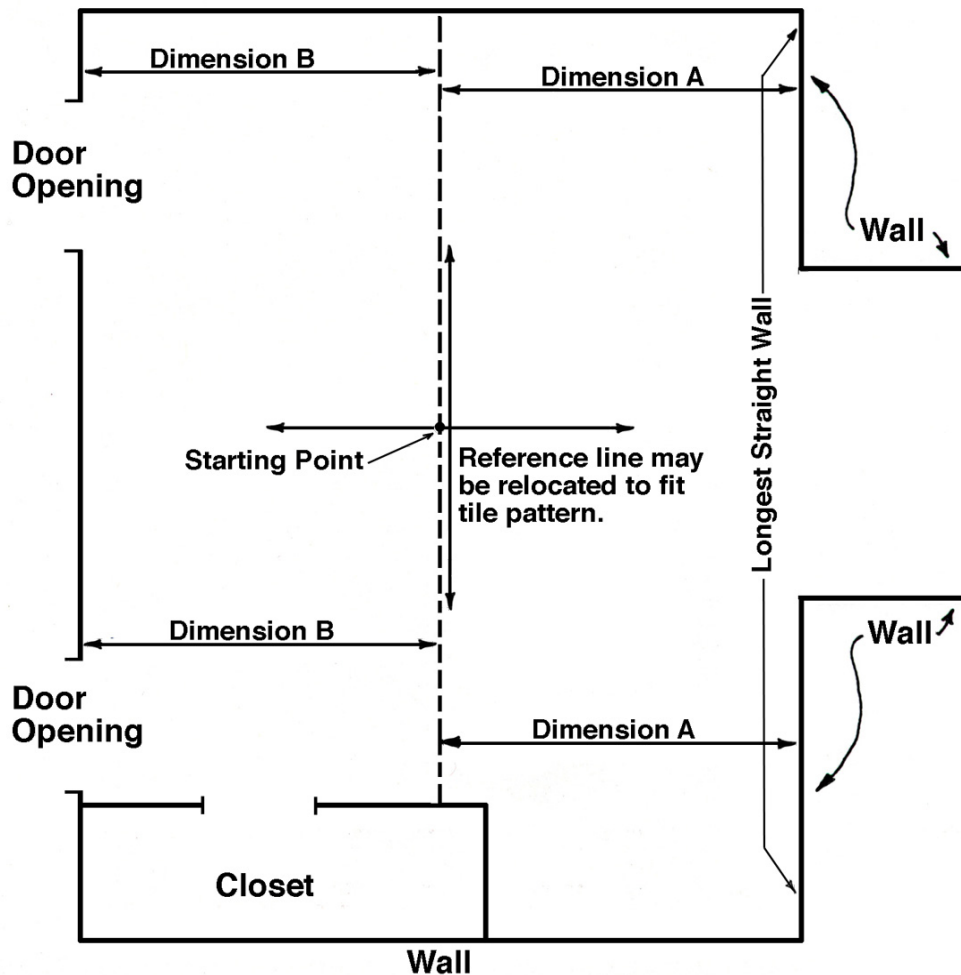 Dimension B
Dimension A
Door
Opening
Wall
Longest Straight Wall
Starting Point
Reference line may
be relocated to fit
tile pattern.
Dimension B
Wall
Door
Opening
Dimension A
Closet
Wall